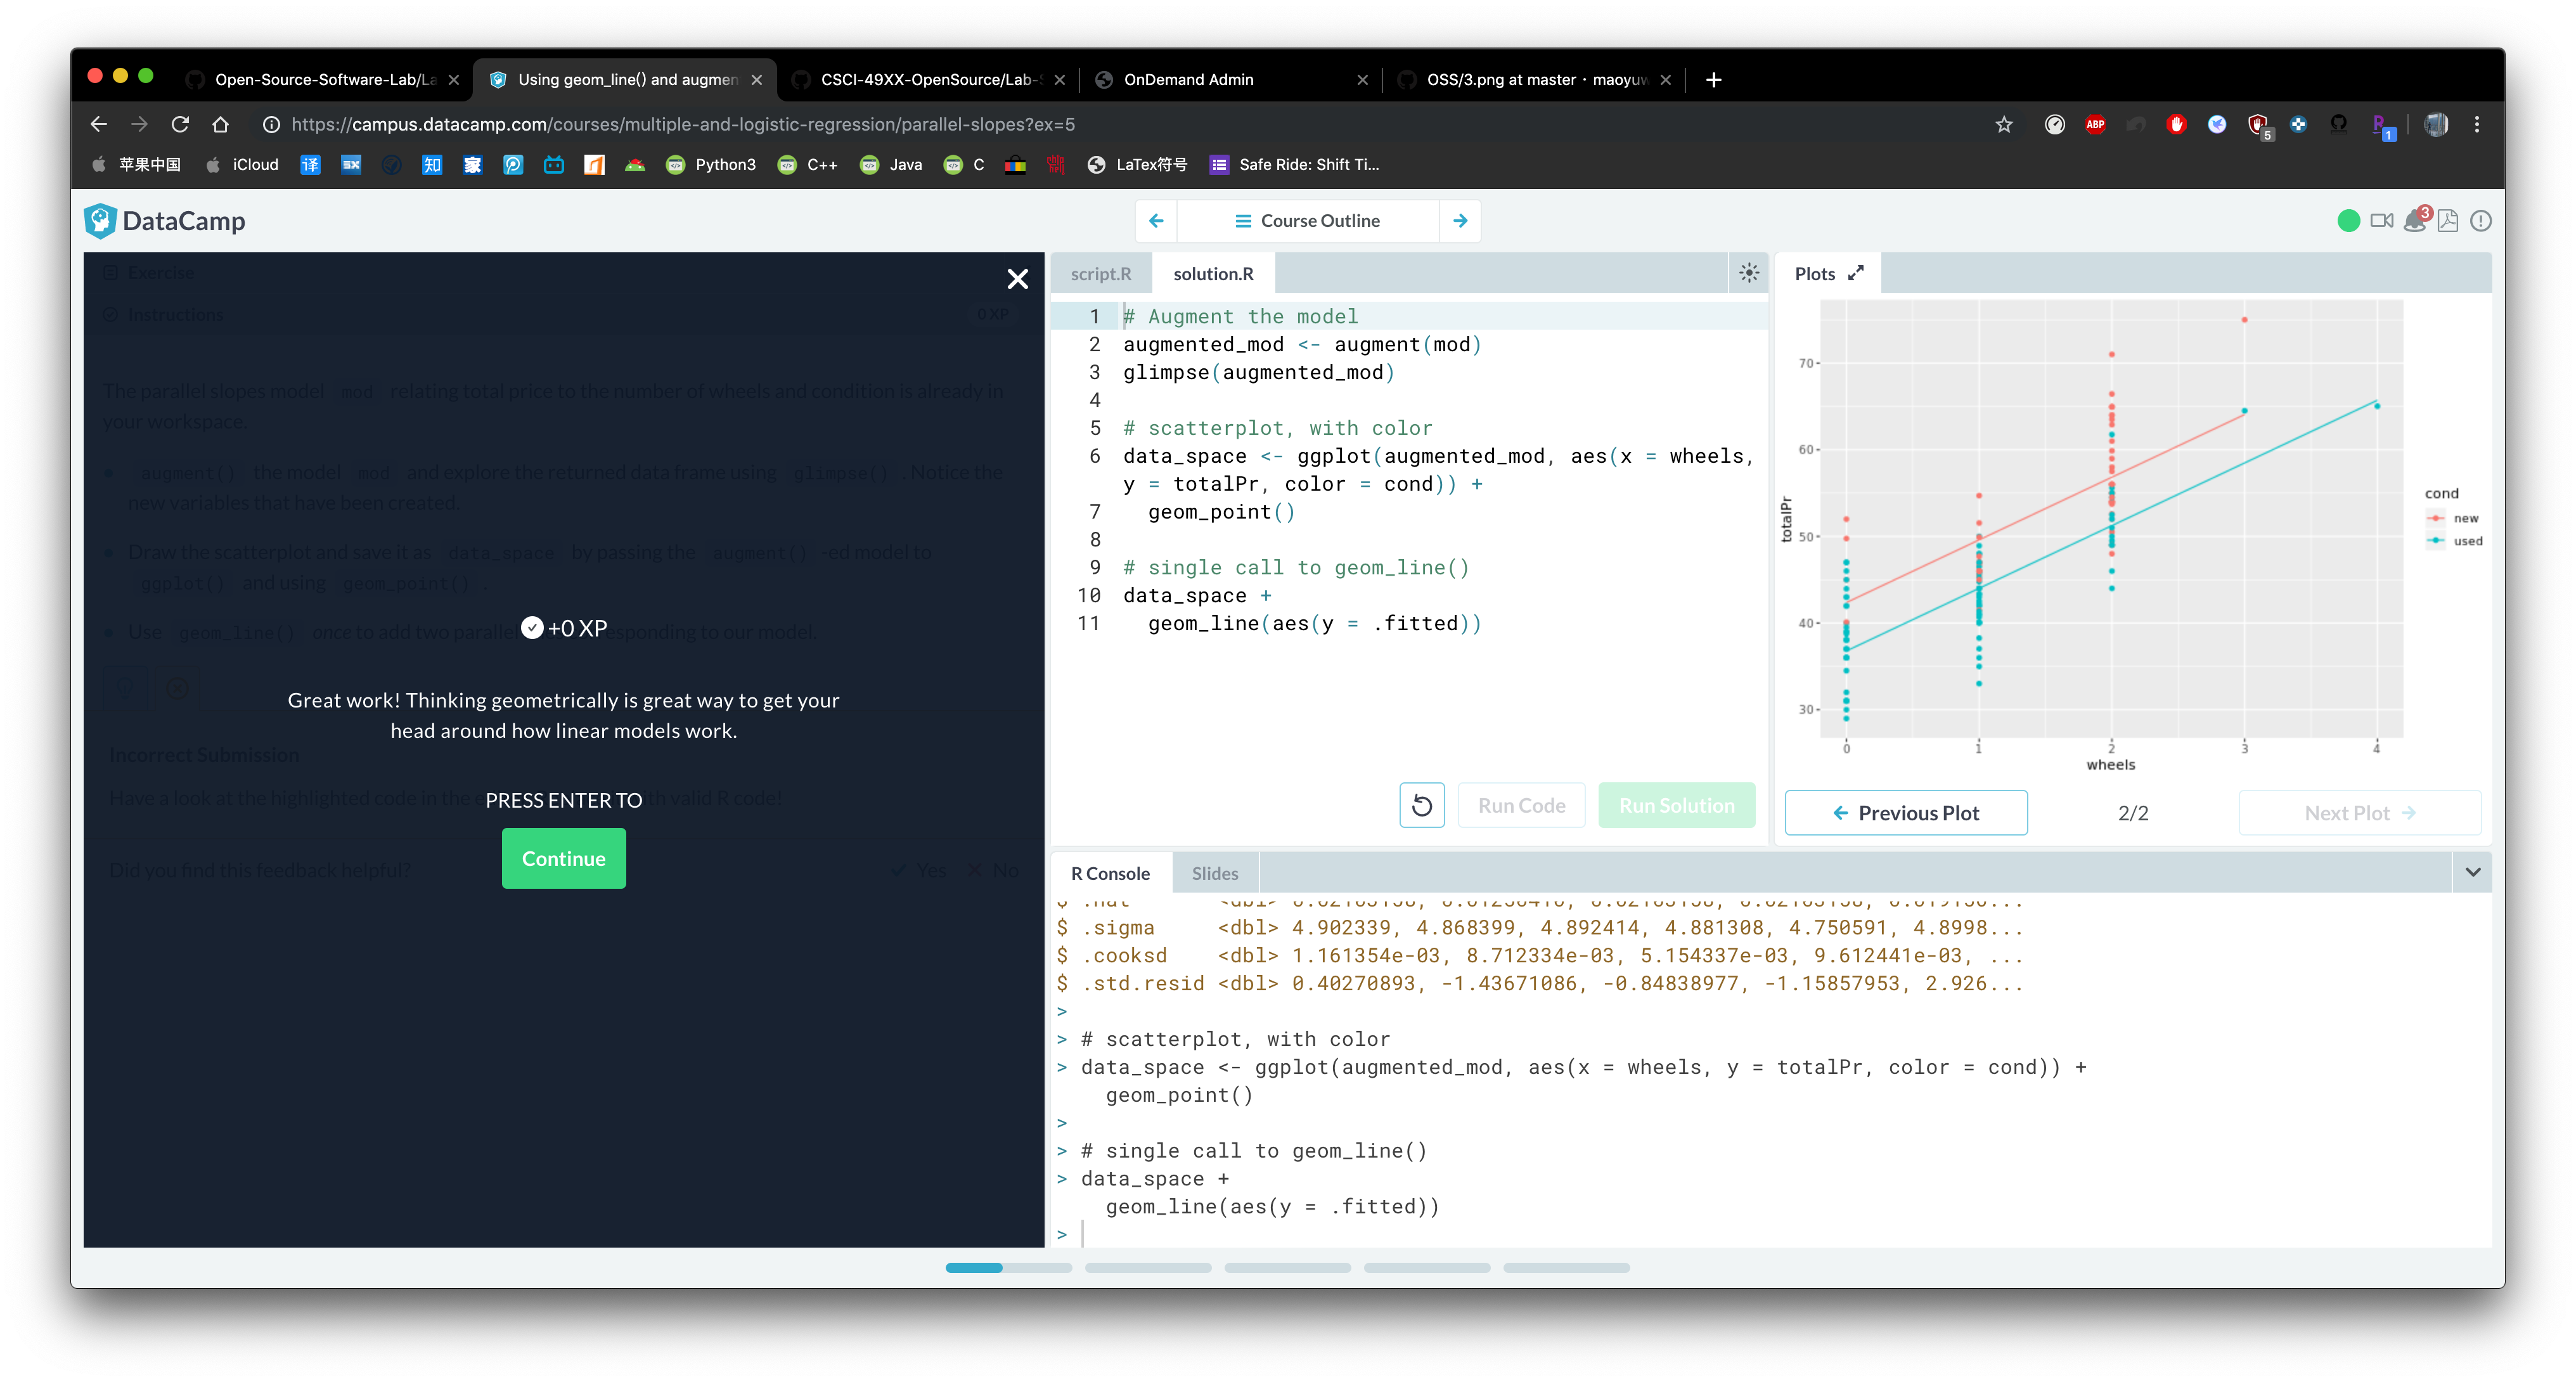 Open-Source-Software-Lab/La
Using geom_line() and augmen
CSCI-49XX-OpenSource/Lab-
OnDemand Admin
OSS/3.png at master · maoyuw
https://campus.datacamp.com/courses/multiple-and-logistic-regression/parallel-slopes?ex=5
ABP
5
1
苹果中国
iCloud
译
SX
知
家
Python3
C++
Java
C
LaTex符号
Safe Ride: Shift Ti...
DataCamp
Course Outline
3
Exercise
Instructions
0 XP
The parallel slopes model mod relating total price to the number of wheels and condition is already in
your workspace.
augment() the model mod and explore the returned data frame using glimpse() . Notice the
new variables that have been created.
Draw the scatterplot and save it as data_space by passing the augment() -ed model to
ggplot() and using geom_point() .
Use geom_line() once to add two parallel responding to our model.
+0 XP
Great work! Thinking geometrically is great way to get your
head around how linear models work.
Incorrect Submission
Have a look at the highlighted code in the e th valid R code!
PRESS ENTER TO
Continue
Did you find this feedback helpful?
Yes
No
script.R
solution.R
1 # Augment the model
2 augmented_mod <- augment(mod)
3 glimpse(augmented_mod)
4
5 # scatterplot, with color
6 data_space <- ggplot(augmented_mod, aes(x = wheels,
y = totalPr, color = cond)) +
7 geom_point()
8
9 # single call to geom_line()
10 data_space +
11 geom_line(aes(y = .fitted))
Run Code
Run Solution
Plots
70
60
50
40
30
totalPr
0 1 2 3 4
wheels
cond
new
used
Previous Plot
2/2
Next Plot
R Console
Slides
$ .sigma <dbl> 4.902339, 4.868399, 4.892414, 4.881308, 4.750591, 4.8998...
$ .cooksd <dbl> 1.161354e-03, 8.712334e-03, 5.154337e-03, 9.612441e-03, ...
$ .std.resid <dbl> 0.40270893, -1.43671086, -0.84838977, -1.15857953, 2.926...
>
> # scatterplot, with color
> data_space <- ggplot(augmented_mod, aes(x = wheels, y = totalPr, color = cond)) +
geom_point()
>
> # single call to geom_line()
> data_space +
geom_line(aes(y = .fitted))
>